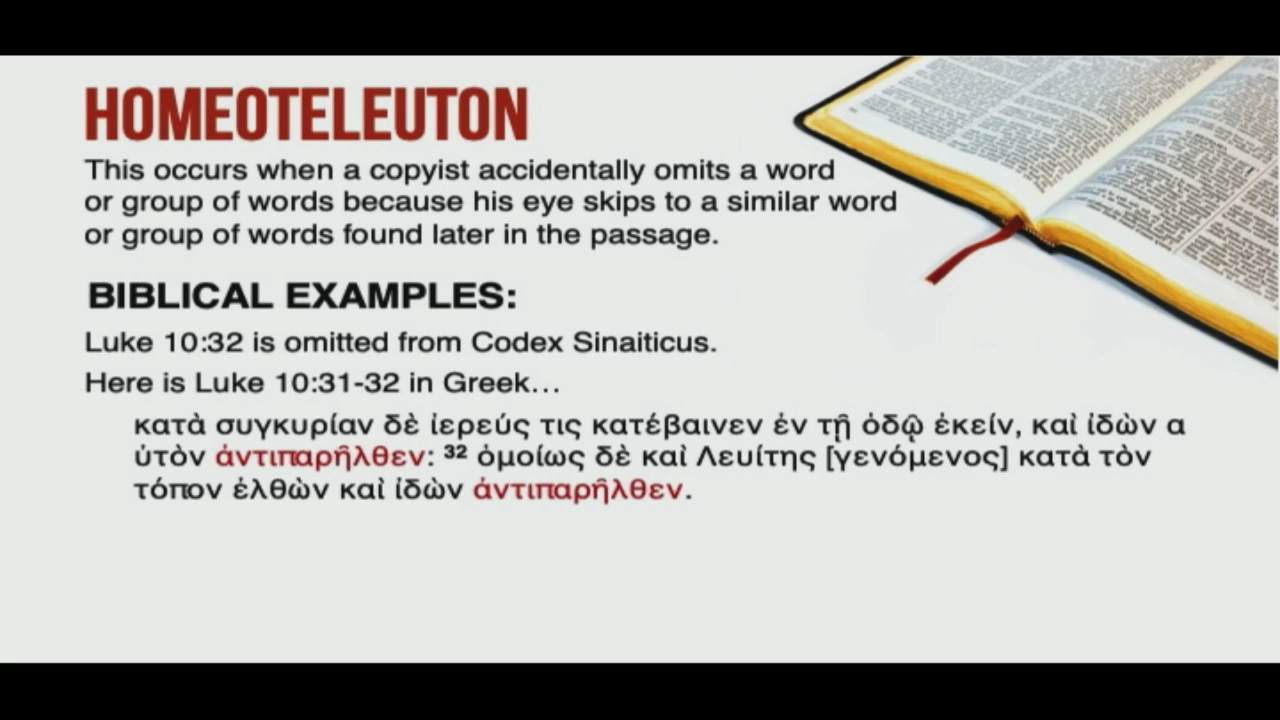 HOMEOTELEUTON
This occurs when a copyist accidentally omits a word
or group of words because his eye skips to a similar word
or group of words found later in the passage.
BIBLICAL EXAMPLES:
Luke 10:32 is omitted from Codex Sinaiticus.
Here is Luke 10:31-32 in Greek…
κατὰ συγκυρίαν δὲ ἱερεύς τις κατέβαινεν ἐν τῇ ὁδῷ ἐκείν, καὶ ἰδὼν α
ὐτὸν ἀντιπαρῆλθεν: ³² ὁμοίως δὲ καὶ Λευίτης [γενόμενος] κατὰ τὸν
τόπον ἐλθὼν καὶ ἰδὼν ἀντιπαρῆλθεν.